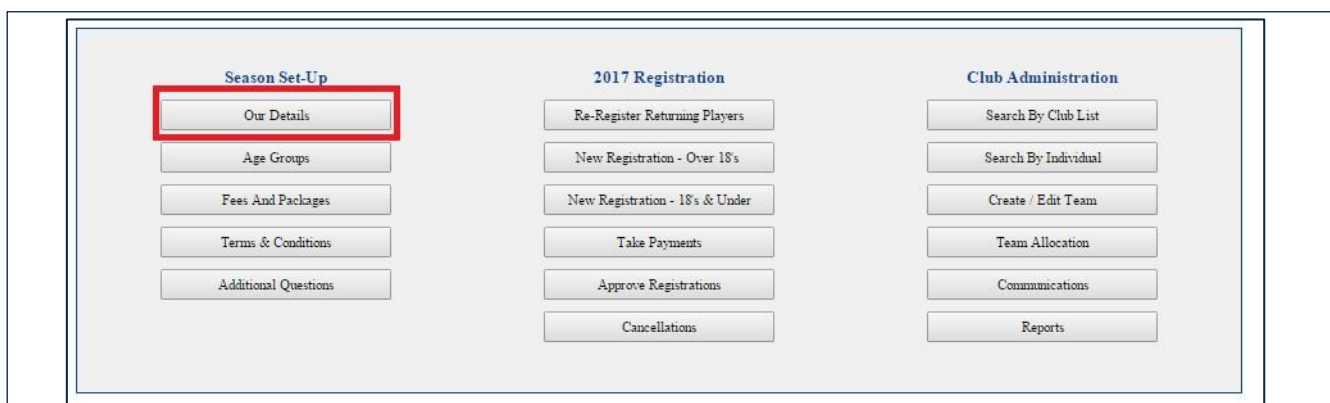 Season Set-Up
Our Details
Age Groups
Fees And Packages
Terms & Conditions
Additional Questions
2017 Registration
Re-Register Returning Players
New Registration - Over 18's
New Registration - 18's & Under
Take Payments
Approve Registrations
Cancellations
Club Administration
Search By Club List
Search By Individual
Create / Edit Team
Team Allocation
Communications
Reports